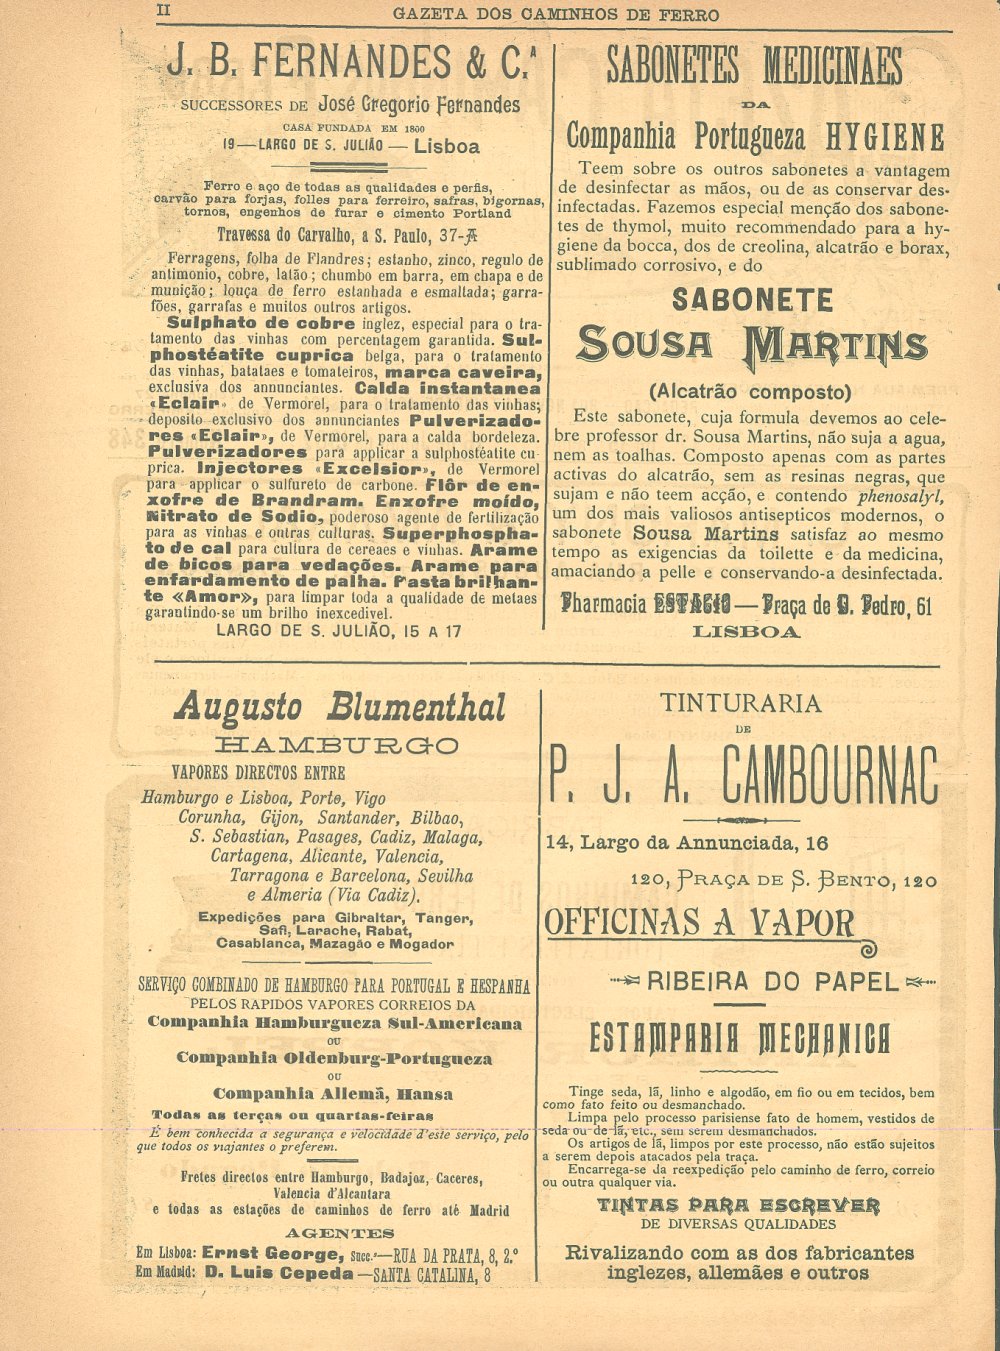 II
GAZETA DOS CAMINHOS DE FERRO
J. B. FERNANDES & C.ª
SUCCESSORES DE José Gregorio Fernandes
CASA FUNDADA EM 1800
19—LARGO DE S. JULIÃO — Lisboa
Ferro e aço de todas as qualidades e perfis,
carvão para forjas, folles para ferreiro, safras, bigornas,
tornos, engenhos de furar e cimento Portland
Travessa do Carvalho, a S. Paulo, 37-A
Ferragens, folha de Flandres; estanho, zinco, regulo de
antimonio, cobre, latão; chumbo em barra, em chapa e de
munição; louça de ferro estanhada e esmaltada; garra-
fões, garrafas e muitos outros artigos.
Sulphato de cobre inglez, especial para o tra-
tamento das vinhas com percentagem garantida. Sul-
phostéatite cuprica belga, para o tratamento
das vinhas, batataes e tomateiros, marca caveira,
exclusiva dos annunciantes. Calda instantanea
«Eclair» de Vermorel, para o tratamento das vinhas;
deposito exclusivo dos annunciantes Pulverizado-
res «Eclair», de Vermorel, para a calda bordeleza.
Pulverizadores para applicar a sulphostéatite cu-
prica. Injectores «Excelsior», de Vermorel
para applicar o sulfureto de carbone. Flôr de en-
xofre de Brandram. Enxofre moído,
Nitrato de Sodio, poderoso agente de fertilização
para as vinhas e outras culturas. Superphospha-
to de cal para cultura de cereaes e vinhas. Arame
de bicos para vedações. Arame para
enfardamento de palha. Pasta brilhan-
te «Amor», para limpar toda a qualidade de metaes
garantindo-se um brilho inexcedivel.
LARGO DE S. JULIÃO, 15 A 17
SABONETES MEDICINAES
DA
Companhia Portugueza HYGIENE
Teem sobre os outros sabonetes a vantagem
de desinfectar as mãos, ou de as conservar des-
infectadas. Fazemos especial menção dos sabone-
tes de thymol, muito recommendado para a hy-
giene da bocca, dos de creolina, alcatrão e borax,
sublimado corrosivo, e do
SABONETE
SOUSA MARTINS
(Alcatrão composto)
Este sabonete, cuja formula devemos ao cele-
bre professor dr. Sousa Martins, não suja a agua,
nem as toalhas. Composto apenas com as partes
activas do alcatrão, sem as resinas negras, que
sujam e não teem acção, e contendo phenosalyl,
um dos mais valiosos antisepticos modernos, o
sabonete Sousa Martins satisfaz ao mesmo
tempo as exigencias da toilette e da medicina,
amaciando a pelle e conservando-a desinfectada.
Pharmacia ESTACIO — Praça de D. Pedro, 61
LISBOA
Augusto Blumenthal
HAMBURGO
VAPORES DIRECTOS ENTRE
Hamburgo e Lisboa, Porto, Vigo
Corunha, Gijon, Santander, Bilbao,
S. Sebastian, Pasages, Cadiz, Malaga,
Cartagena, Alicante, Valencia,
Tarragona e Barcelona, Sevilha
e Almeria (Via Cadiz).
Expedições para Gibraltar, Tanger,
Safi, Larache, Rabat,
Casablanca, Mazagão e Mogador
SERVIÇO COMBINADO DE HAMBURGO PARA PORTUGAL E HESPANHA
PELOS RAPIDOS VAPORES CORREIOS DA
Companhia Hamburgueza Sul-Americana
OU
Companhia Oldenburg-Portugueza
OU
Companhia Allemã, Hansa
Todas as terças ou quartas-feiras
É bem conhecida a segurança e velocidade d'este serviço, pelo
que todos os viajantes o preferem.
Fretes directos entre Hamburgo, Badajoz, Caceres,
Valencia d'Alcantara
e todas as estações de caminhos de ferro até Madrid
AGENTES
Em Lisboa: Ernst George, succ.or—RUA DA PRATA, 8, 2.º
Em Madrid: D. Luis Cepeda—SANTA CATALINA, 8
TINTURARIA
DE
P. J. A. CAMBOURNAC
14, Largo da Annunciada, 16
120, PRAÇA DE S. BENTO, 120
OFFICINAS A VAPOR
RIBEIRA DO PAPEL
ESTAMPARIA MECHANICA
Tinge seda, lã, linho e algodão, em fio ou em tecidos, bem
como fato feito ou desmanchado.
Limpa pelo processo parisiense fato de homem, vestidos de
seda ou de lã, etc., sem serem desmanchados.
Os artigos de lã, limpos por este processo, não estão sujeitos
a serem depois atacados pela traça.
Encarrega-se da reexpedição pelo caminho de ferro, correio
ou outra qualquer via.
TINTAS PARA ESCREVER
DE DIVERSAS QUALIDADES
Rivalizando com as dos fabricantes
inglezes, allemães e outros